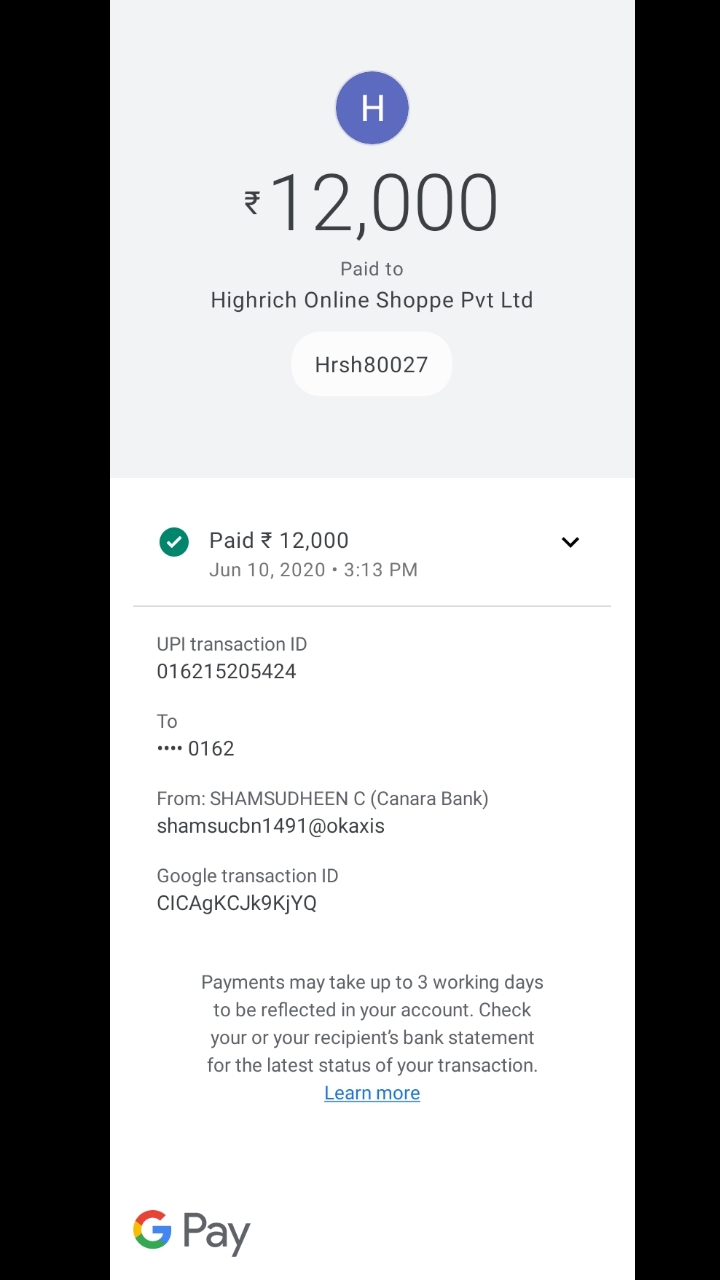 H
₹12,000
Paid to
Highrich Online Shoppe Pvt Ltd
Hrsh80027
Paid ₹ 12,000
Jun 10, 2020 • 3:13 PM
UPI transaction ID
016215205424
To
•••• 0162
From: SHAMSUDHEEN C (Canara Bank)
shamsucbn1491@okaxis
Google transaction ID
CICAgKCJk9KjYQ
Payments may take up to 3 working days
to be reflected in your account. Check
your or your recipient's bank statement
for the latest status of your transaction.
Learn more
G Pay